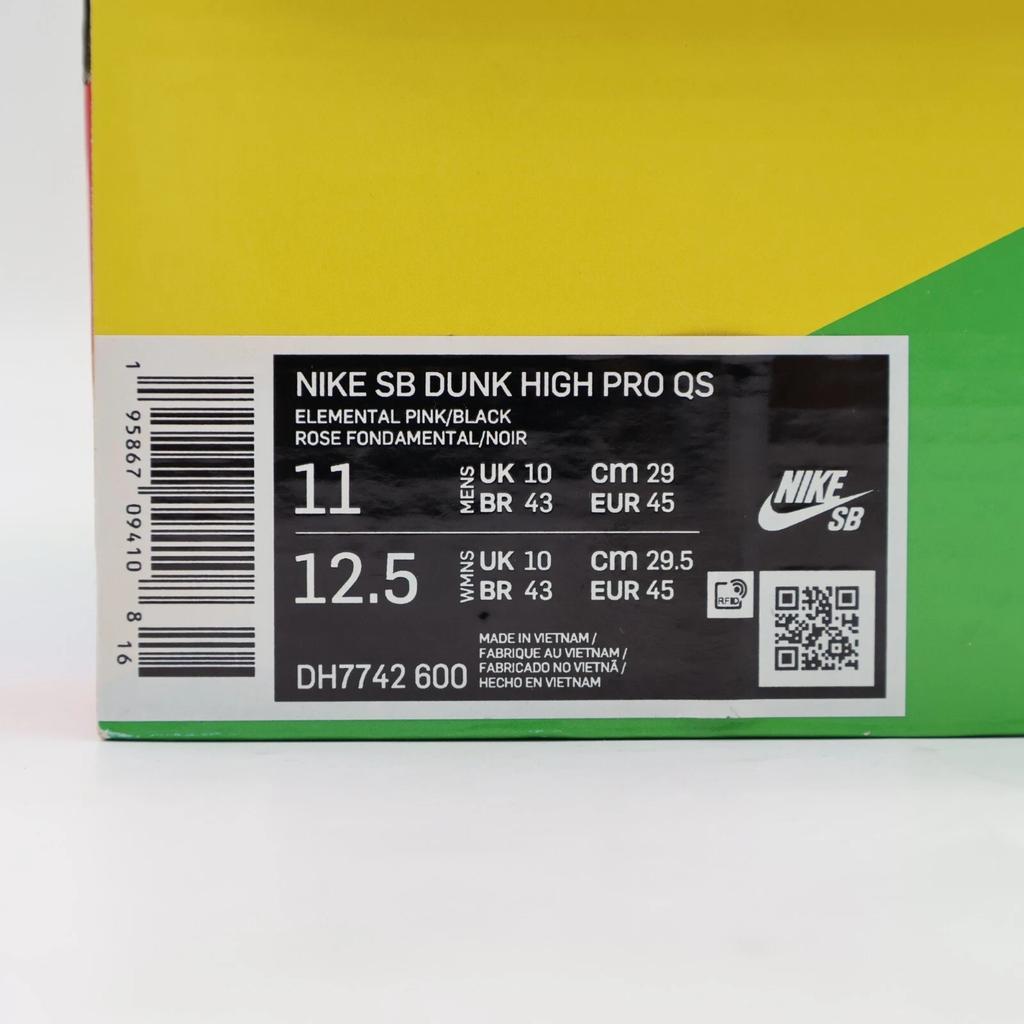 NIKE SB DUNK HIGH PRO QS
ELEMENTAL PINK/BLACK
ROSE FONDAMENTAL/NOIR
11 MENS UK 10 cm 29
BR 43 EUR 45
12.5 WMNS UK 10 cm 29.5
BR 43 EUR 45
MADE IN VIETNAM /
FABRIQUE AU VIETNAM /
FABRICADO NO VIETNÃ /
HECHO EN VIETNAM
DH7742 600
NIKE
SB
RFID
1 95867 09410 8 16